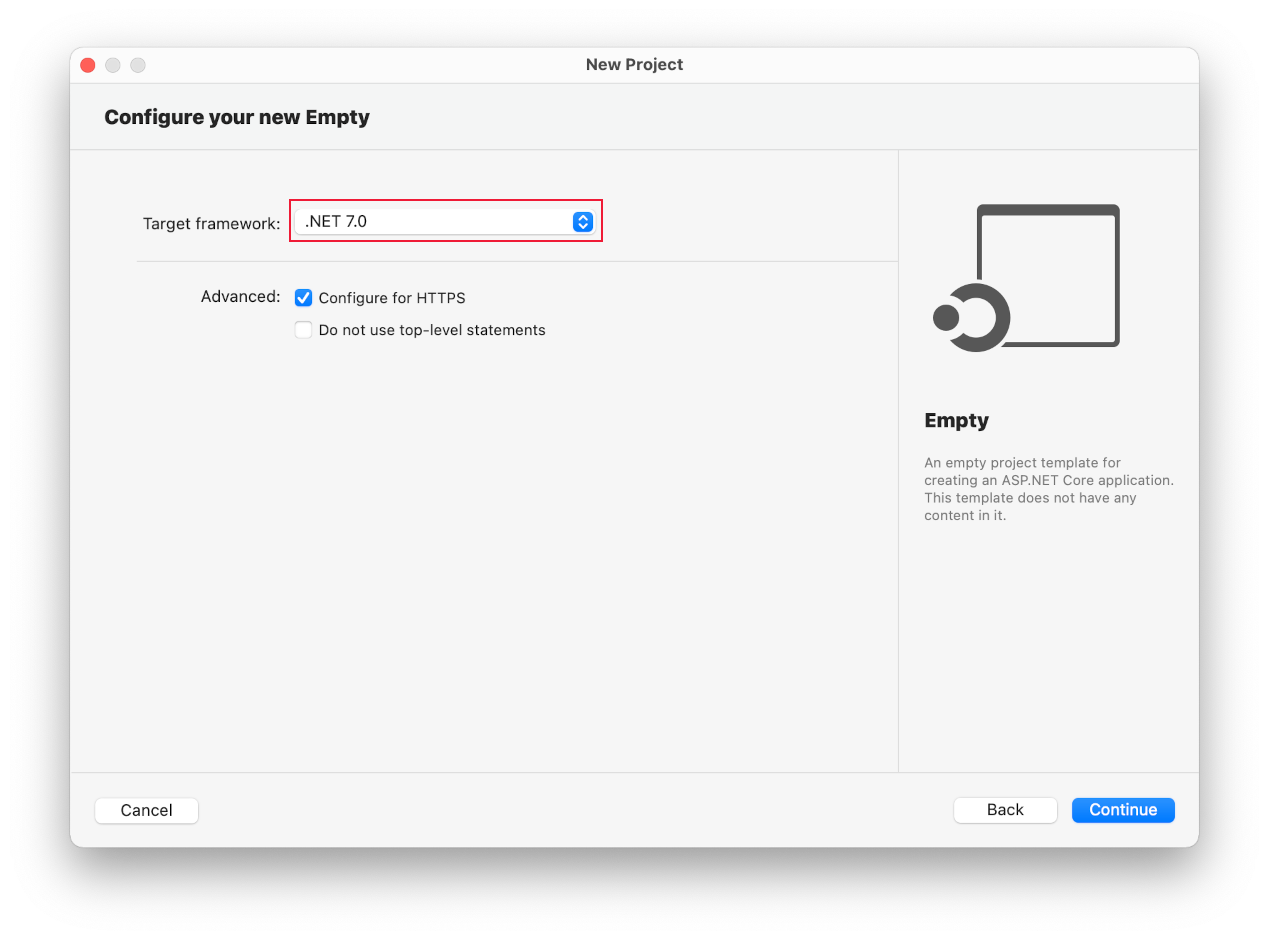 New Project
Configure your new Empty
Target framework: .NET 7.0
Advanced: Configure for HTTPS
Do not use top-level statements
Empty
An empty project template for
creating an ASP.NET Core application.
This template does not have any
content in it.
Cancel Back Continue